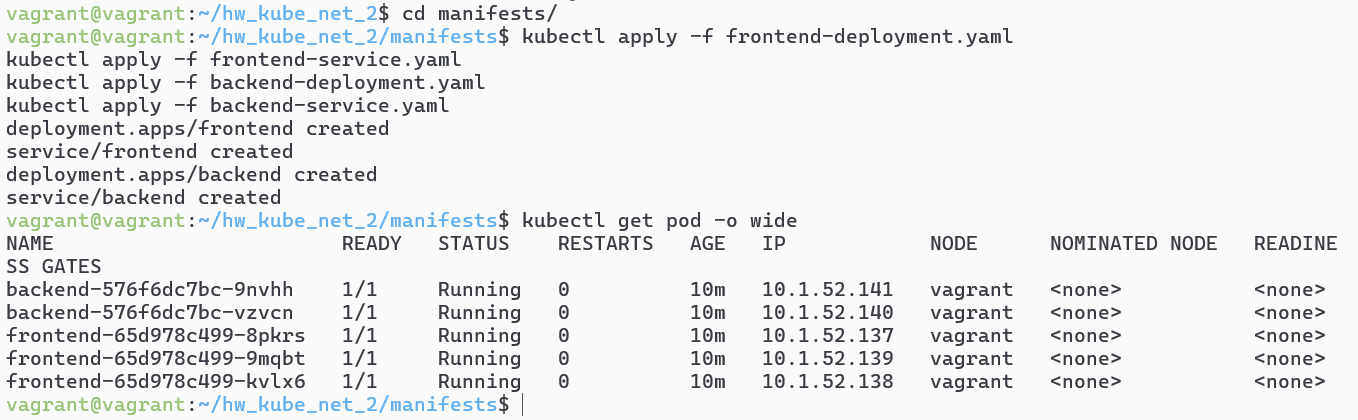 vagrant@vagrant:~/hw_kube_net_2$ cd manifests/
vagrant@vagrant:~/hw_kube_net_2/manifests$ kubectl apply -f frontend-deployment.yaml
kubectl apply -f frontend-service.yaml
kubectl apply -f backend-deployment.yaml
kubectl apply -f backend-service.yaml
deployment.apps/frontend created
service/frontend created
deployment.apps/backend created
service/backend created
vagrant@vagrant:~/hw_kube_net_2/manifests$ kubectl get pod -o wide
NAME                        READY   STATUS    RESTARTS   AGE   IP            NODE      NOMINATED NODE   READINE
SS GATES
backend-576f6dc7bc-9nvhh    1/1     Running   0          10m   10.1.52.141   vagrant   <none>           <none>
backend-576f6dc7bc-vzvcn    1/1     Running   0          10m   10.1.52.140   vagrant   <none>           <none>
frontend-65d978c499-8pkrs   1/1     Running   0          10m   10.1.52.137   vagrant   <none>           <none>
frontend-65d978c499-9mqbt   1/1     Running   0          10m   10.1.52.139   vagrant   <none>           <none>
frontend-65d978c499-kvlx6   1/1     Running   0          10m   10.1.52.138   vagrant   <none>           <none>
vagrant@vagrant:~/hw_kube_net_2/manifests$